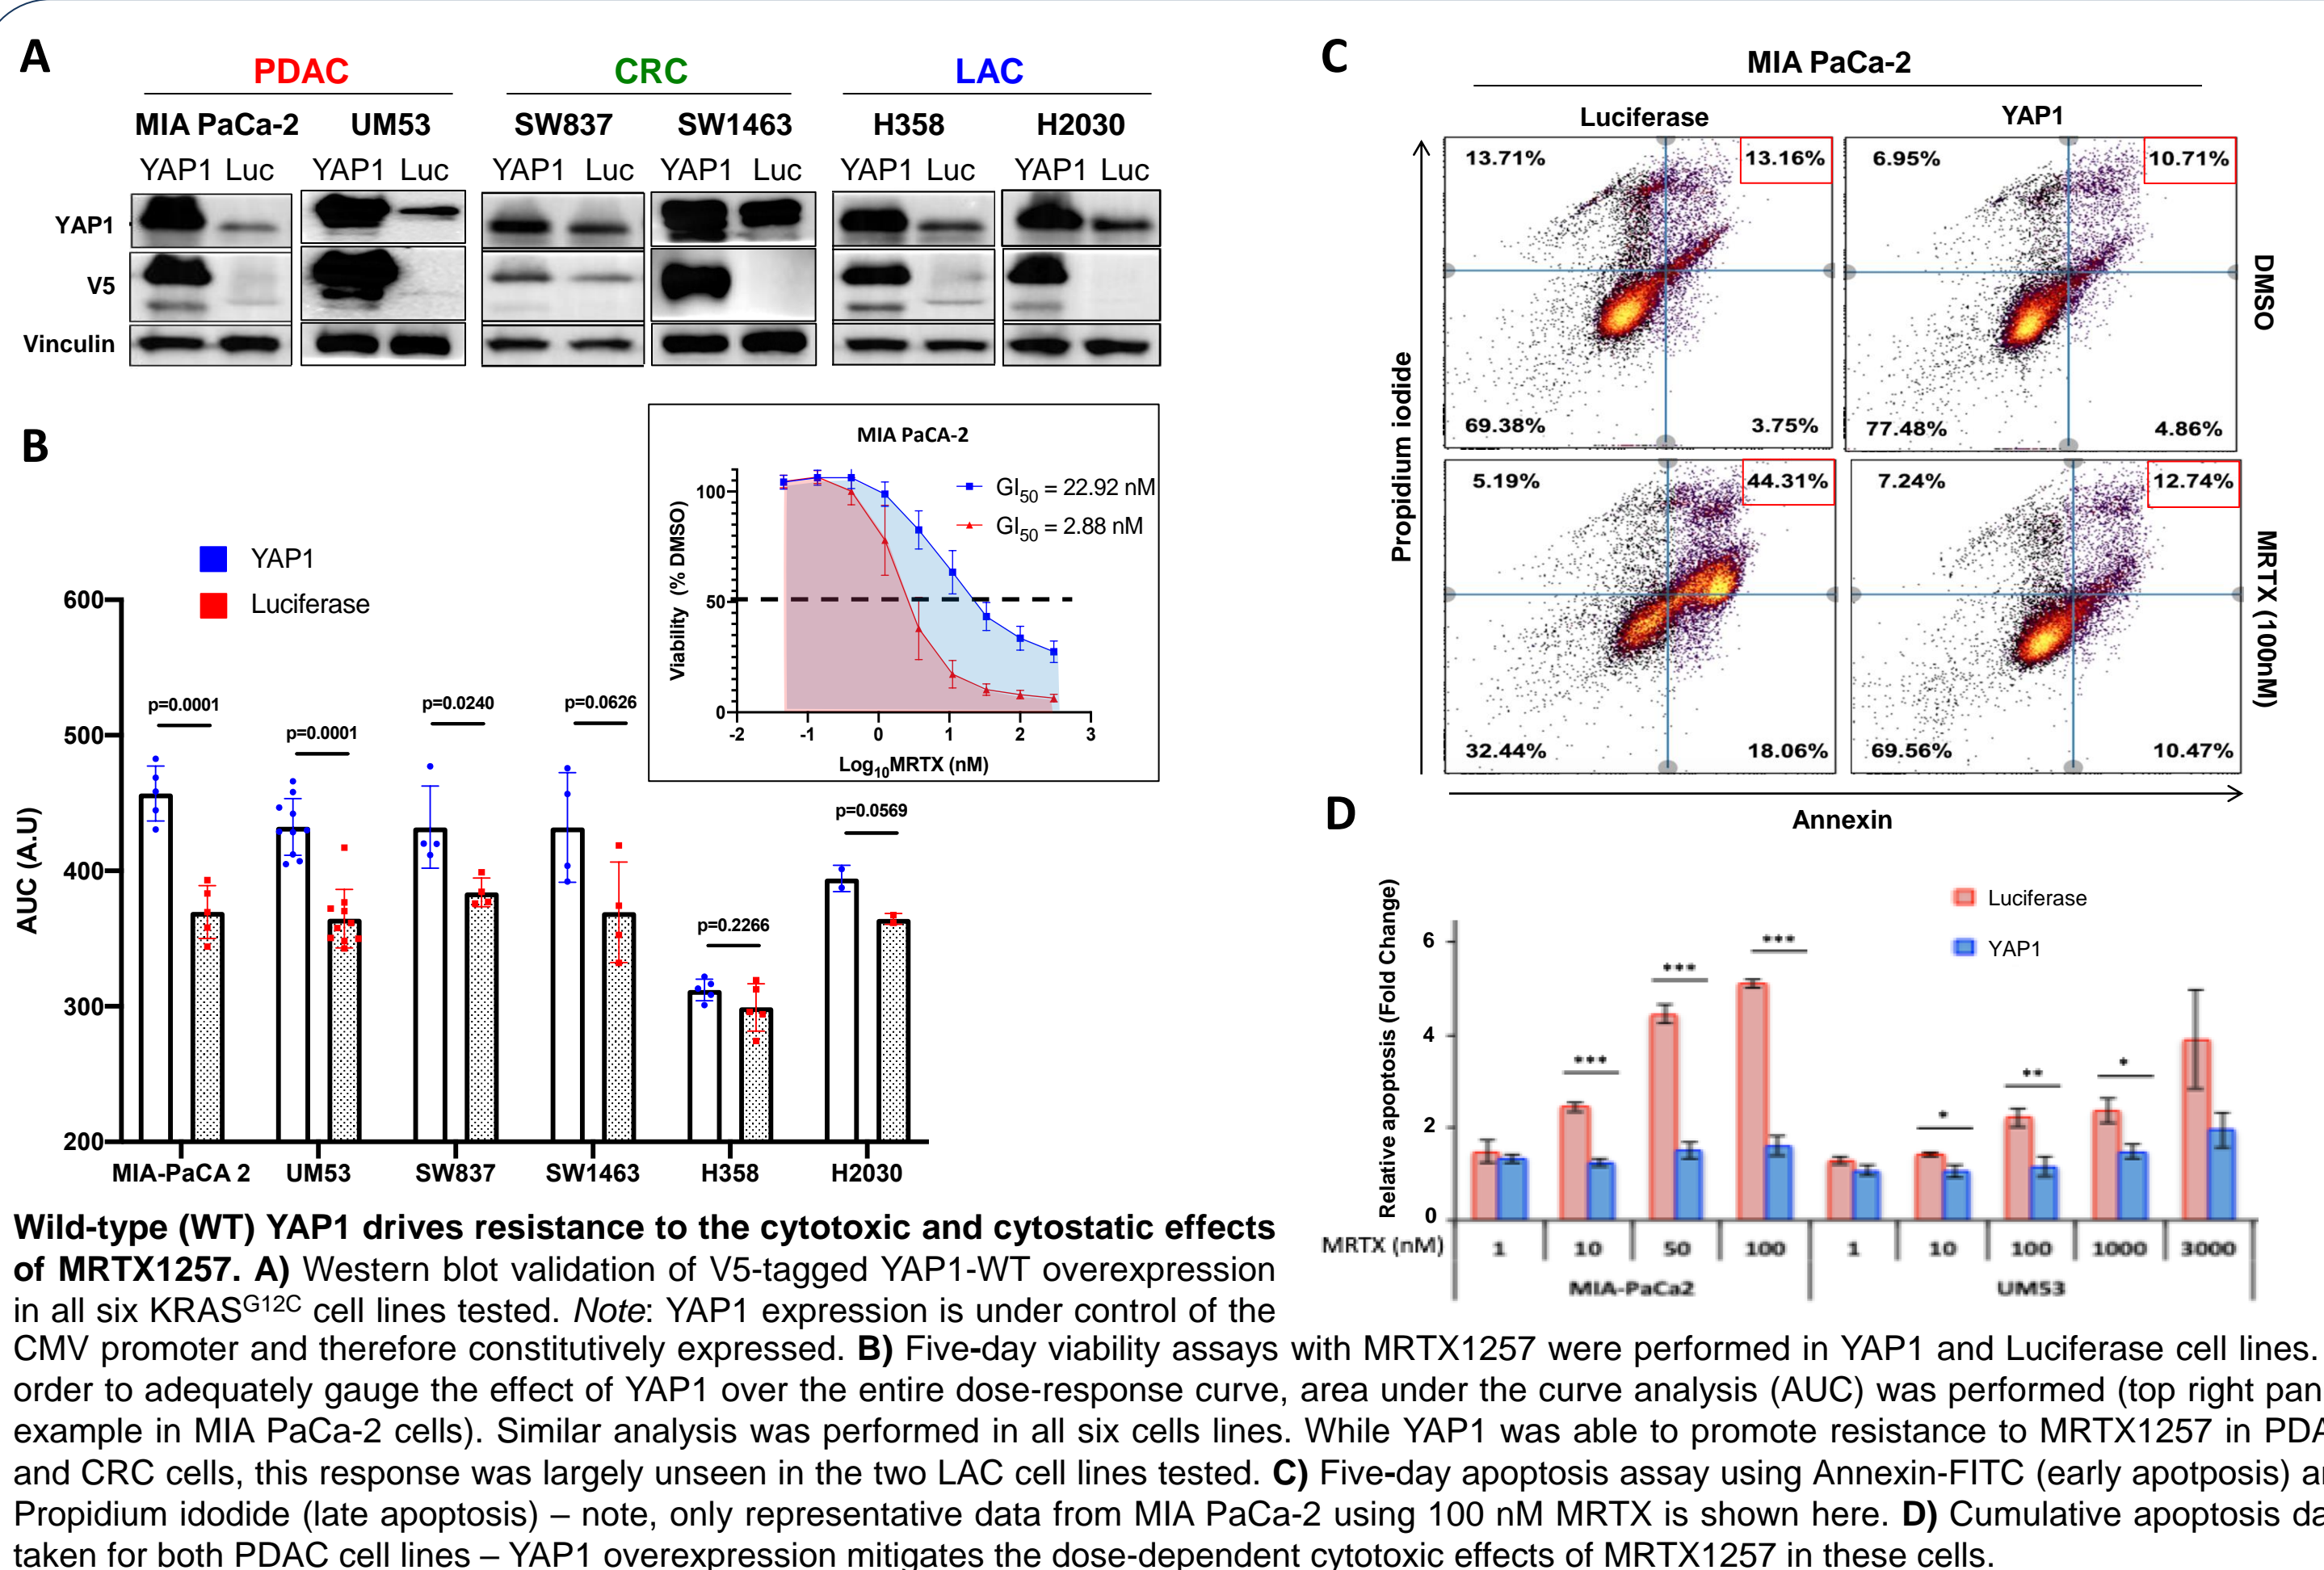 A
PDAC
CRC
LAC
MIA PaCa-2
UM53
SW837
SW1463
H358
H2030
YAP1 Luc
YAP1 Luc
YAP1 Luc
YAP1 Luc
YAP1 Luc
YAP1 Luc
YAP1
V5
Vinculin
B
YAP1
Luciferase
AUC (A.U)
600
500
400
300
200
p=0.0001
p=0.0001
p=0.0240
p=0.0626
p=0.2266
p=0.0569
MIA-PaCA 2
UM53
SW837
SW1463
H358
H2030
MIA PaCA-2
GI50 = 22.92 nM
GI50 = 2.88 nM
Viability (% DMSO)
100
50
0
-2
-1
0
1
2
3
Log10MRTX (nM)
C
MIA PaCa-2
Luciferase
YAP1
13.71%
13.16%
69.38%
3.75%
6.95%
10.71%
77.48%
4.86%
DMSO
5.19%
44.31%
32.44%
18.06%
7.24%
12.74%
69.56%
10.47%
MRTX (100nM)
Propidium iodide
Annexin
D
Luciferase
YAP1
Relative apoptosis (Fold Change)
6
4
2
0
***
***
***
*
**
*
MRTX (nM)
1
10
50
100
1
10
100
1000
3000
MIA-PaCa2
UM53
Wild-type (WT) YAP1 drives resistance to the cytotoxic and cytostatic effects
of MRTX1257. A) Western blot validation of V5-tagged YAP1-WT overexpression
in all six KRASG12C cell lines tested. Note: YAP1 expression is under control of the
CMV promoter and therefore constitutively expressed. B) Five-day viability assays with MRTX1257 were performed in YAP1 and Luciferase cell lines.
order to adequately gauge the effect of YAP1 over the entire dose-response curve, area under the curve analysis (AUC) was performed (top right pan
example in MIA PaCa-2 cells). Similar analysis was performed in all six cells lines. While YAP1 was able to promote resistance to MRTX1257 in PDA
and CRC cells, this response was largely unseen in the two LAC cell lines tested. C) Five-day apoptosis assay using Annexin-FITC (early apotposis) a
Propidium idodide (late apoptosis) – note, only representative data from MIA PaCa-2 using 100 nM MRTX is shown here. D) Cumulative apoptosis da
taken for both PDAC cell lines – YAP1 overexpression mitigates the dose-dependent cytotoxic effects of MRTX1257 in these cells.